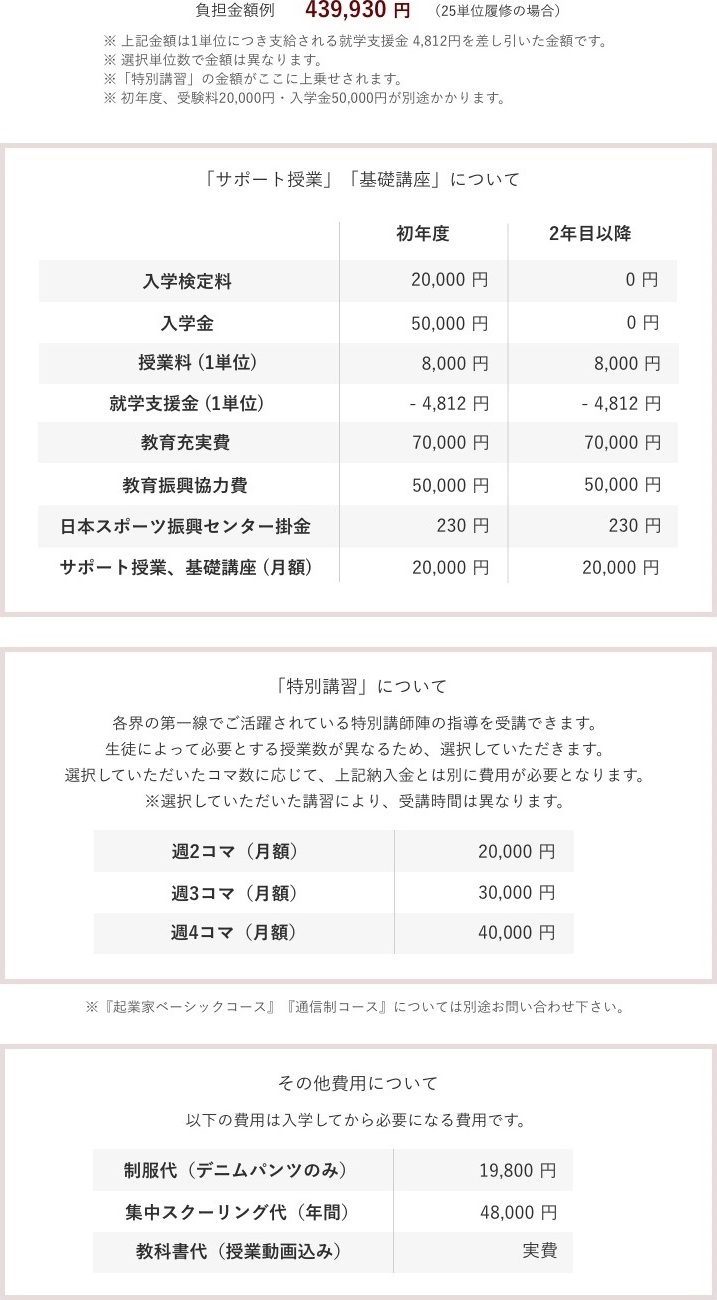 負担金額例 439,930 円 （25単位履修の場合）
※ 上記金額は1単位につき支給される就学支援金 4,812円を差し引いた金額です。
※ 選択単位数で金額は異なります。
※「特別講習」の金額がここに上乗せされます。
※ 初年度、受験料20,000円・入学金50,000円が別途かかります。
「サポート授業」「基礎講座」について
初年度 2年目以降
入学検定料 20,000 円 0 円
入学金 50,000 円 0 円
授業料 (1単位) 8,000 円 8,000 円
就学支援金 (1単位) - 4,812 円 - 4,812 円
教育充実費 70,000 円 70,000 円
教育振興協力費 50,000 円 50,000 円
日本スポーツ振興センター掛金 230 円 230 円
サポート授業、基礎講座 (月額) 20,000 円 20,000 円
「特別講習」について
各界の第一線でご活躍されている特別講師陣の指導を受講できます。
生徒によって必要とする授業数が異なるため、選択していただきます。
選択していただいたコマ数に応じて、上記納入金とは別に費用が必要となります。
※選択していただいた講習により、受講時間は異なります。
週2コマ（月額） 20,000 円
週3コマ（月額） 30,000 円
週4コマ（月額） 40,000 円
※『起業家ベーシックコース』『通信制コース』については別途お問い合わせ下さい。
その他費用について
以下の費用は入学してから必要になる費用です。
制服代（デニムパンツのみ） 19,800 円
集中スクーリング代（年間） 48,000 円
教科書代（授業動画込み） 実費